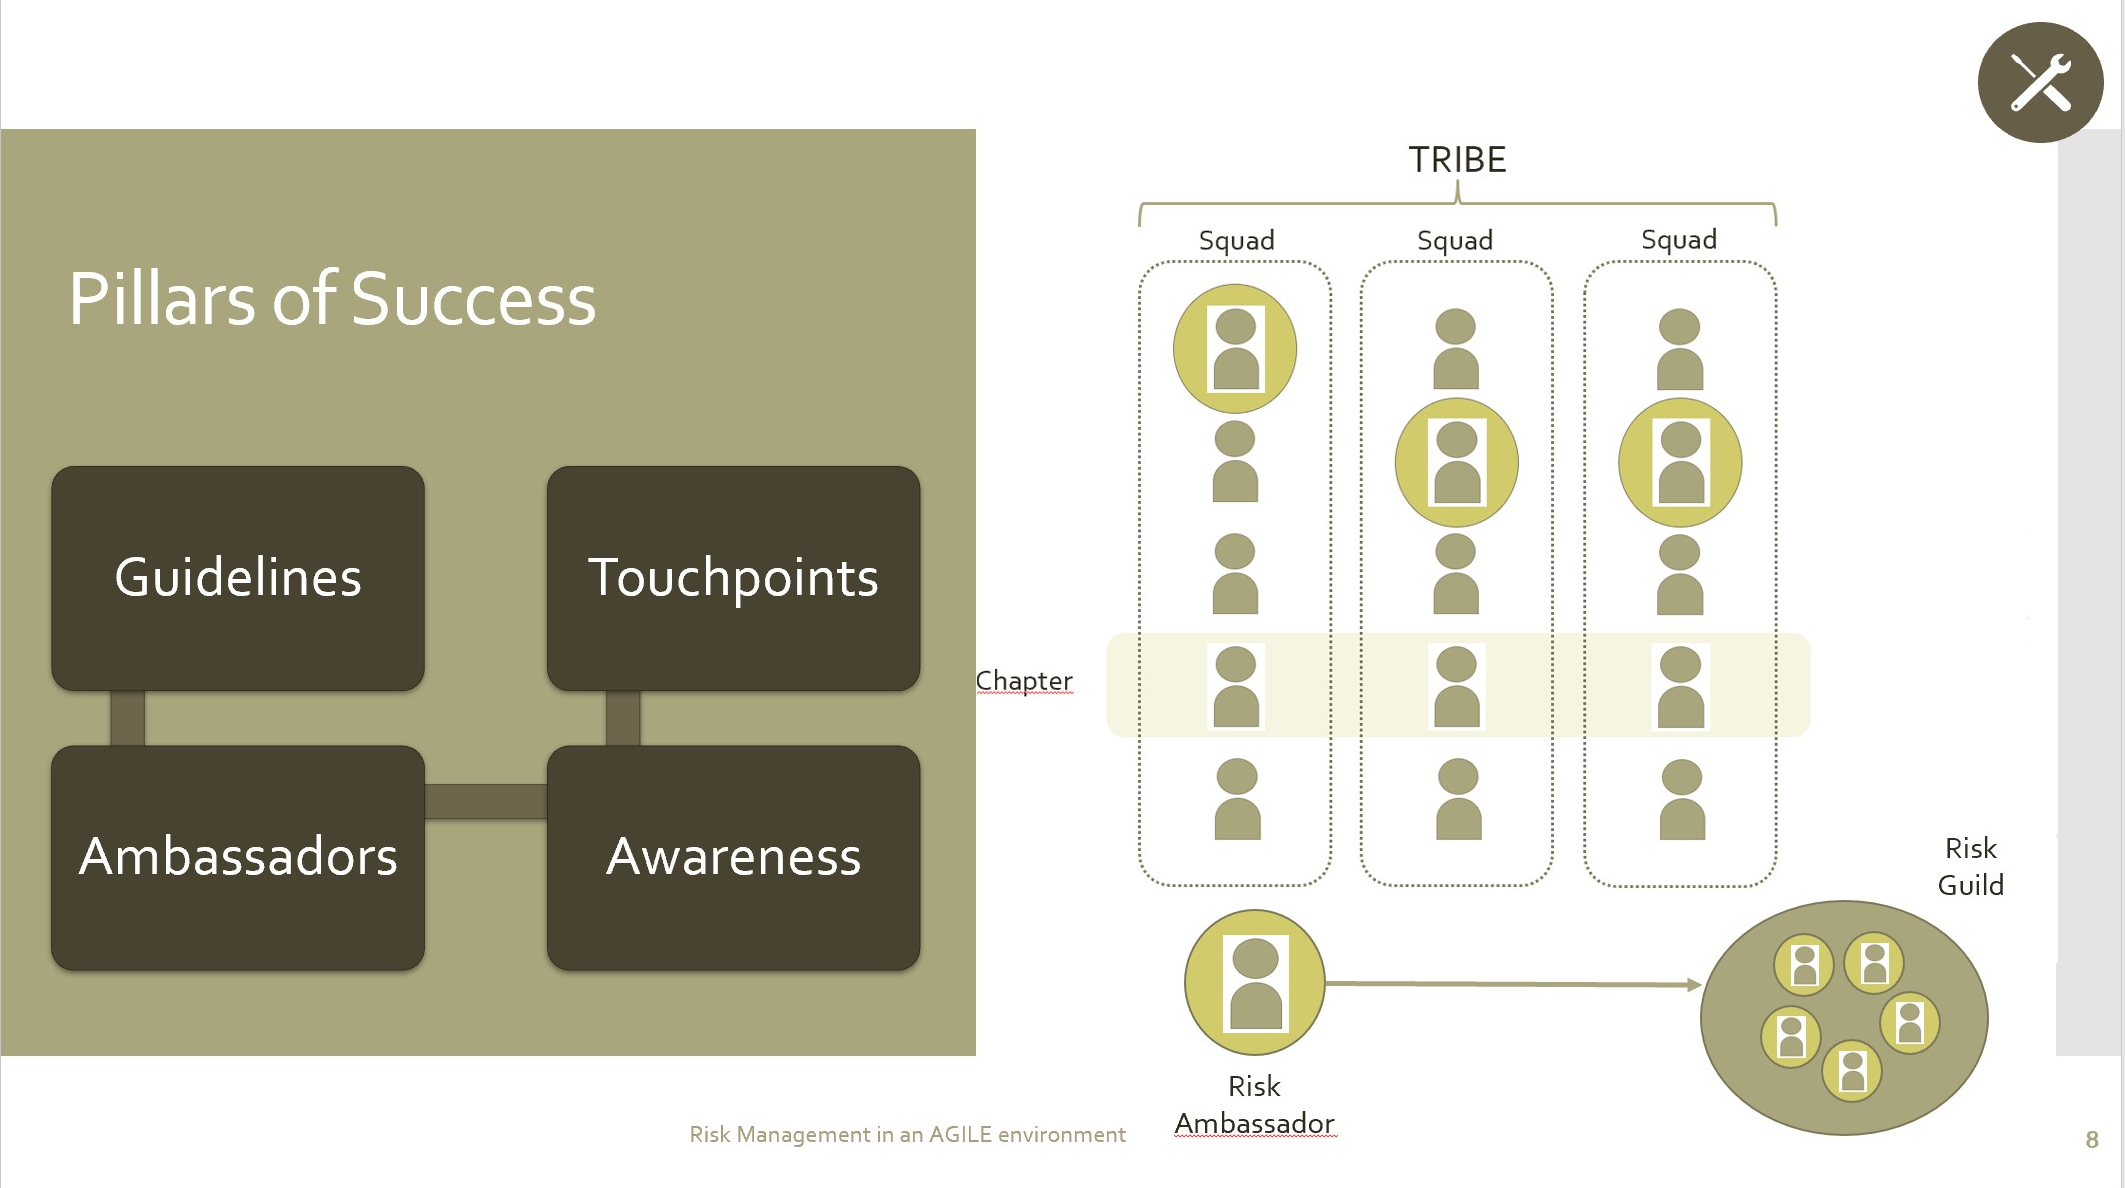 Pillars of Success
Guidelines
Touchpoints
Ambassadors
Awareness
TRIBE
Squad
Squad
Squad
Chapter
Risk
Guild
Risk
Ambassador
Risk Management in an AGILE environment
8